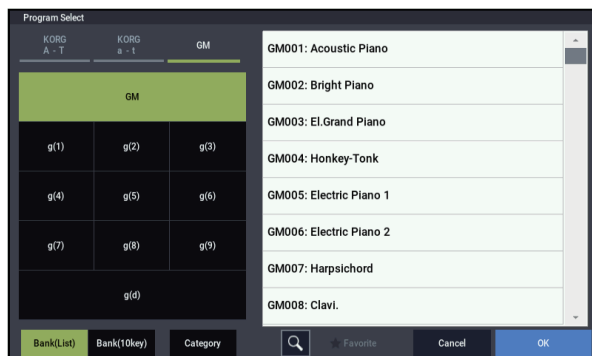 Program Select
KORG
A - T
KORG
a - t
GM
GM
g(1)
g(2)
g(3)
g(4)
g(5)
g(6)
g(7)
g(8)
g(9)
g(d)
GM001: Acoustic Piano
GM002: Bright Piano
GM003: El.Grand Piano
GM004: Honkey-Tonk
GM005: Electric Piano 1
GM006: Electric Piano 2
GM007: Harpsichord
GM008: Clavi.
Bank(List)
Bank(10key)
Category
Favorite
Cancel
OK